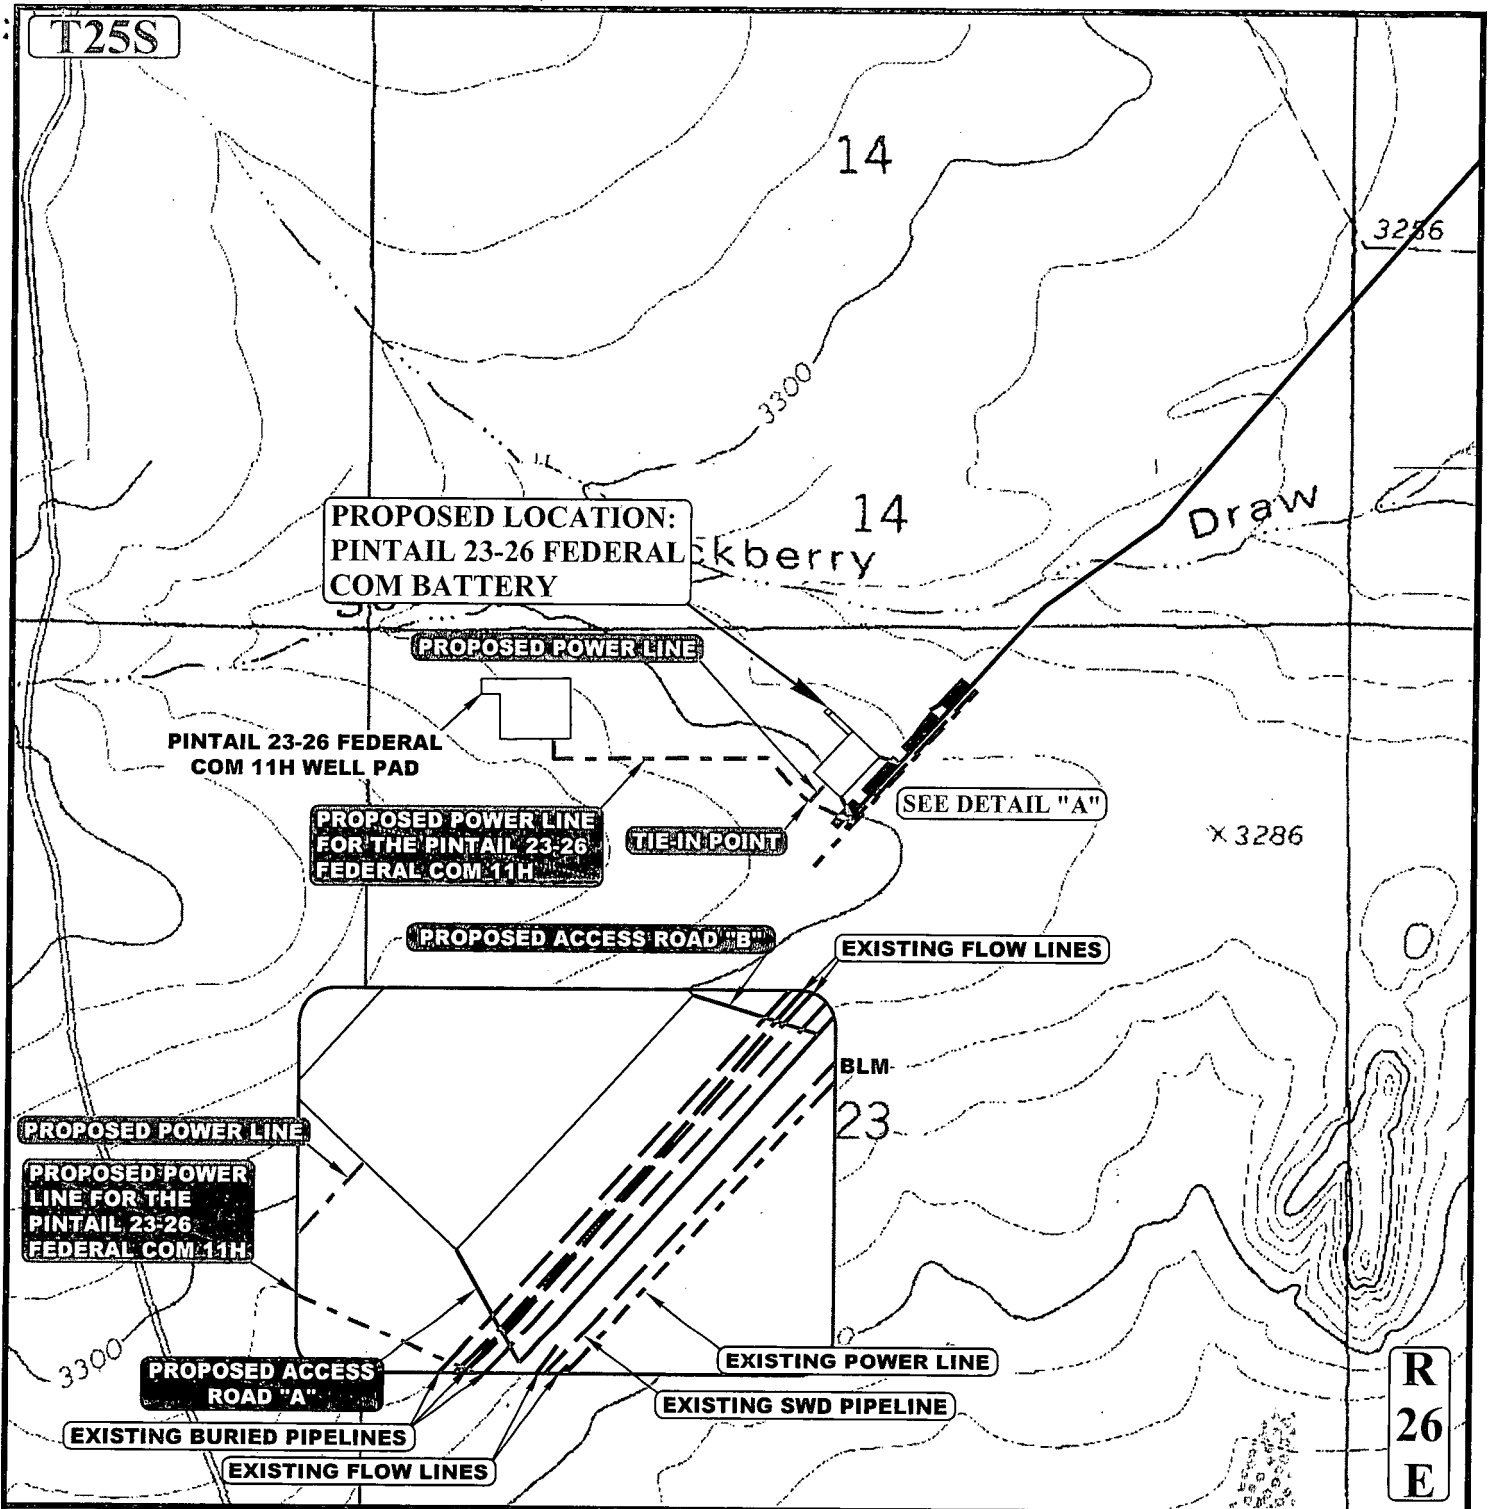 T25S
14
3256
3300
14
Draw
PROPOSED LOCATION:
PINTAIL 23-26 FEDERAL
COM BATTERY
ckberry
PROPOSED POWER LINE
PINTAIL 23-26 FEDERAL
COM 11H WELL PAD
SEE DETAIL "A"
PROPOSED POWER LINE
FOR THE PINTAIL 23-26
FEDERAL COM 11H
TIE-IN POINT
3286
PROPOSED ACCESS ROAD "B"
EXISTING FLOW LINES
BLM
23
PROPOSED POWER LINE
PROPOSED POWER
LINE FOR THE
PINTAIL 23-26
FEDERAL COM 11H
3300
PROPOSED ACCESS
ROAD "A"
EXISTING POWER LINE
EXISTING SWD PIPELINE
EXISTING BURIED PIPELINES
EXISTING FLOW LINES
R
26
E